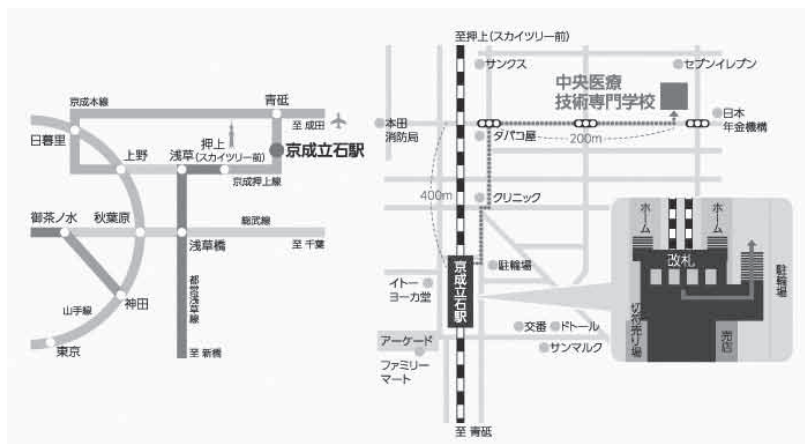 京成本線
青砥
至 成田
日暮里
押上
(スカイツリー前)
京成立石駅
上野
浅草
京成押上線
御茶ノ水
秋葉原
総武線
浅草橋
至 千葉
都営浅草線
神田
山手線
東京
至 新橋
至押上(スカイツリー前)
サンクス
セブンイレブン
中央医療
技術専門学校
本田
消防局
タバコ屋
200m
日本
年金機構
400m
クリニック
京成立石駅
駐輪場
イトー
ヨーカ堂
交番
ドトール
サンマルク
アーケード
ファミリー
マート
至 青砥
ホーム
ホーム
改札
駐輪場
切符売り場
売店